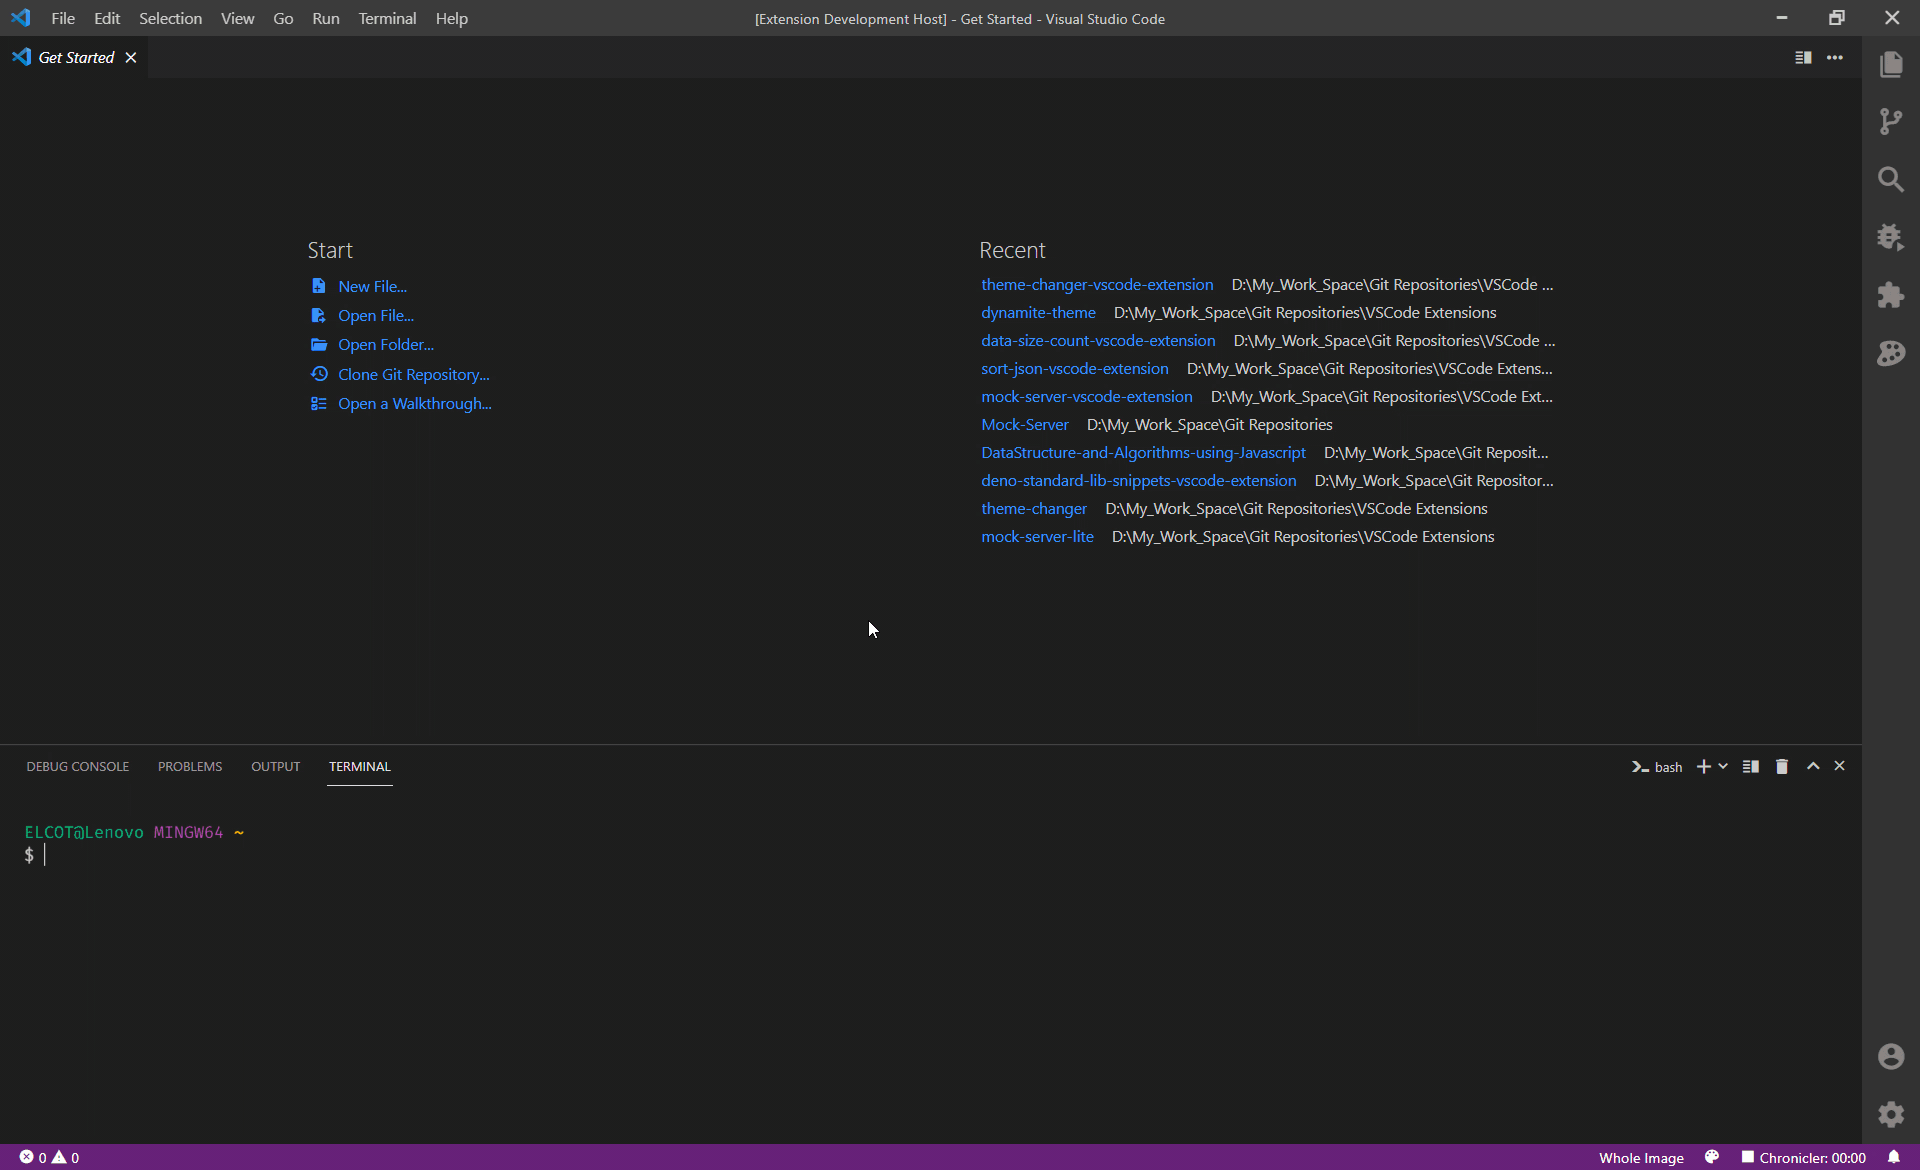 File Edit Selection View Go Run Terminal Help [Extension Development Host] - Get Started - Visual Studio Code
Get Started
Start
New File...
Open File...
Open Folder...
Clone Git Repository...
Open a Walkthrough...
Recent
theme-changer-vscode-extension D:\My_Work_Space\Git Repositories\VSCode ...
dynamite-theme D:\My_Work_Space\Git Repositories\VSCode Extensions
data-size-count-vscode-extension D:\My_Work_Space\Git Repositories\VSCode ...
sort-json-vscode-extension D:\My_Work_Space\Git Repositories\VSCode Extens...
mock-server-vscode-extension D:\My_Work_Space\Git Repositories\VSCode Ext...
Mock-Server D:\My_Work_Space\Git Repositories
DataStructure-and-Algorithms-using-Javascript D:\My_Work_Space\Git Reposit...
deno-standard-lib-snippets-vscode-extension D:\My_Work_Space\Git Repositor...
theme-changer D:\My_Work_Space\Git Repositories\VSCode Extensions
mock-server-lite D:\My_Work_Space\Git Repositories\VSCode Extensions
DEBUG CONSOLE PROBLEMS OUTPUT TERMINAL bash
ELCOT@Lenovo MINGW64 ~
$
0 0 Whole Image Chronicler: 00:00